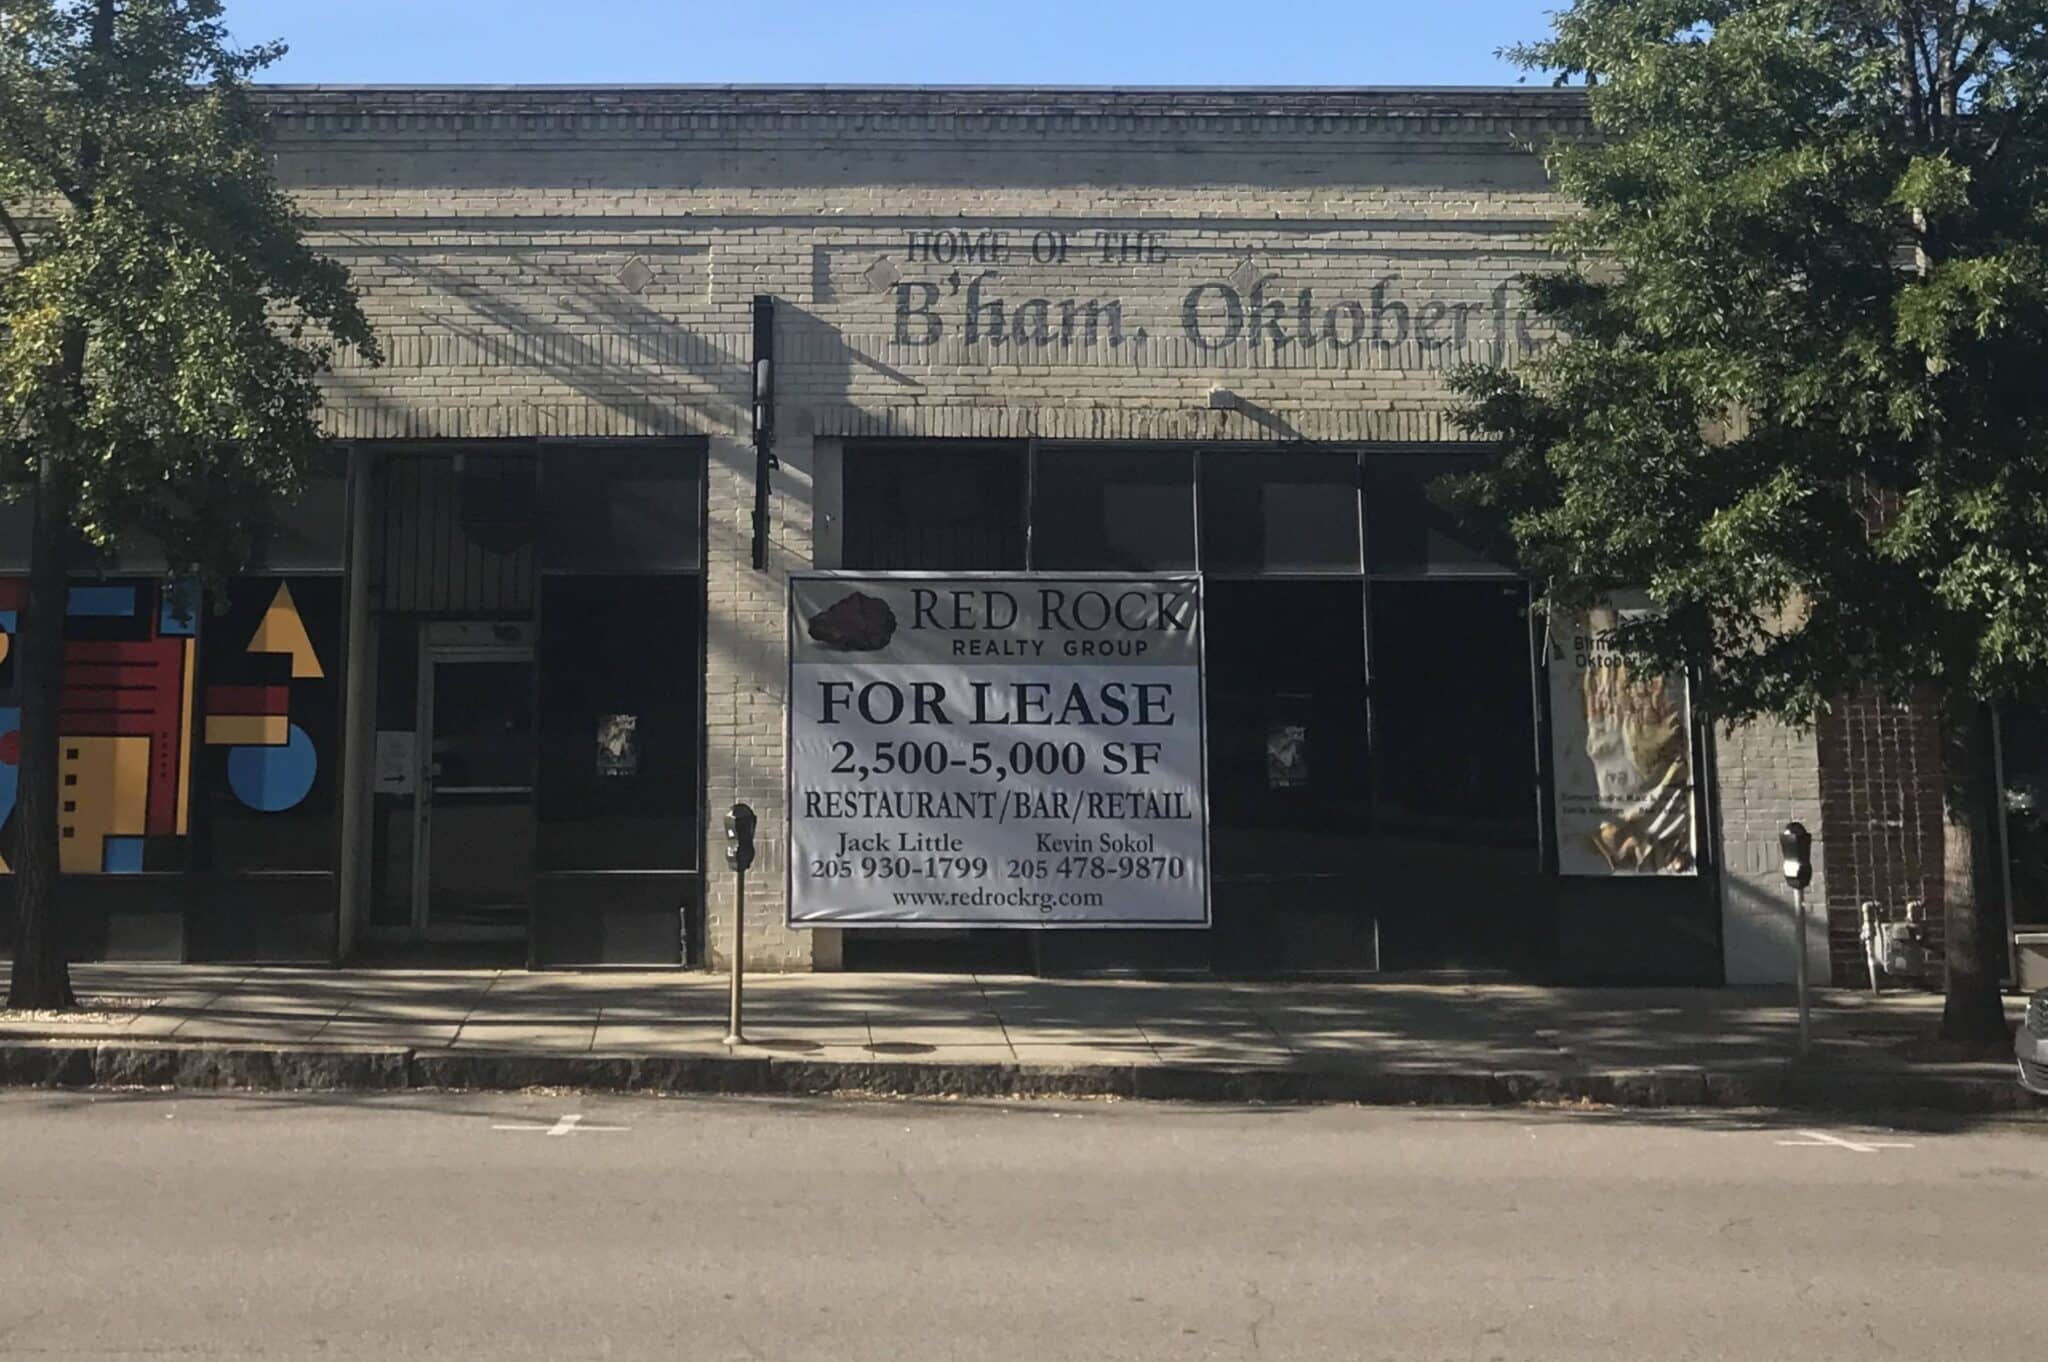 HOME OF THE
B'ham. Oktoberfe
RED ROCK
REALTY GROUP
FOR LEASE
2,500-5,000 SF
RESTAURANT/BAR/RETAIL
Jack Little Kevin Sokol
205 930-1799 205 478-9870
www.redrockrg.com
Oktober